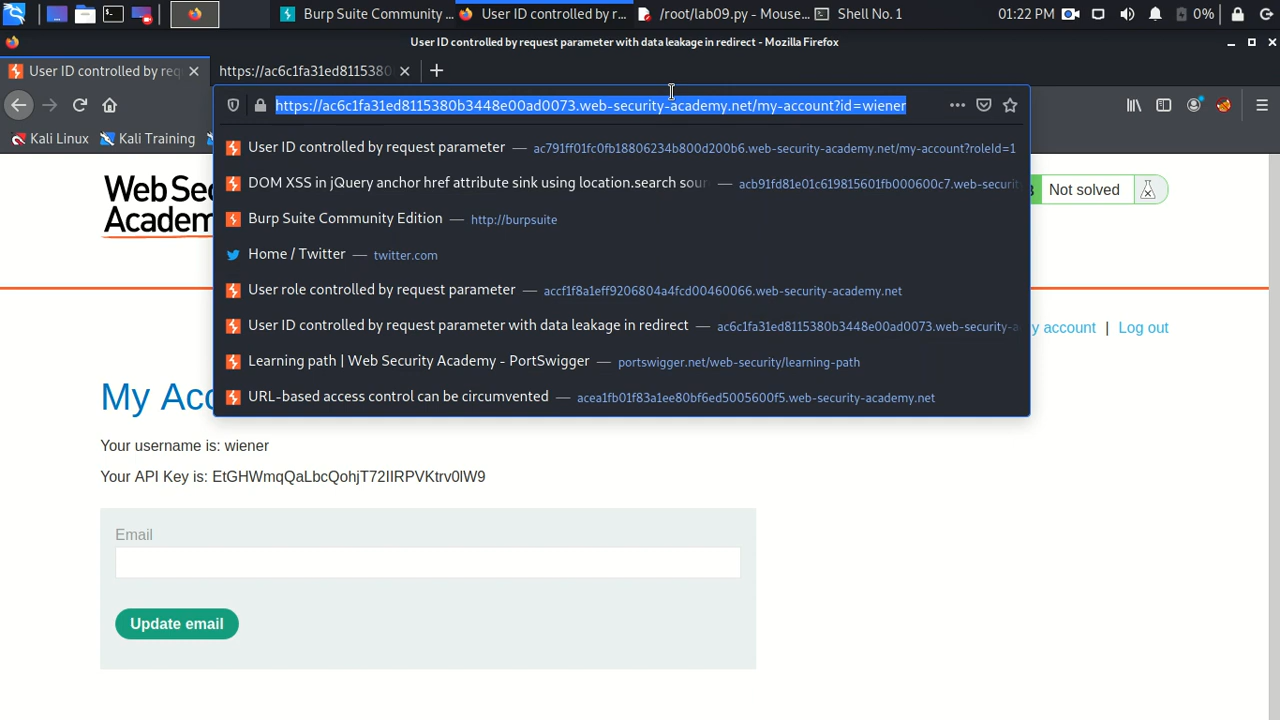 Burp Suite Community ...
User ID controlled by r...
/root/lab09.py - Mouse...
Shell No. 1
01:22 PM
0%
User ID controlled by request parameter with data leakage in redirect - Mozilla Firefox
User ID controlled by req
https://ac6c1fa31ed8115380
https://ac6c1fa31ed8115380b3448e00ad0073.web-security-academy.net/my-account?id=wiener
Kali Linux
Kali Training
User ID controlled by request parameter — ac791ff01fc0fb18806234b800d200b6.web-security-academy.net/my-account?roleId=1
DOM XSS in jQuery anchor href attribute sink using location.search sour — acb91fd81e01c619815601fb000600c7.web-securit
Burp Suite Community Edition — http://burpsuite
Home / Twitter — twitter.com
User role controlled by request parameter — accf1f8a1eff9206804a4fcd00460066.web-security-academy.net
User ID controlled by request parameter with data leakage in redirect — ac6c1fa31ed8115380b3448e00ad0073.web-security-a
Learning path | Web Security Academy - PortSwigger — portswigger.net/web-security/learning-path
URL-based access control can be circumvented — acea1fb01f83a1ee80bf6ed5005600f5.web-security-academy.net
Web Sec
Academ
Not solved
y account | Log out
My Acc
Your username is: wiener
Your API Key is: EtGHWmqQaLbcQohjT72IIRPVKtrv0lW9
Email
Update email